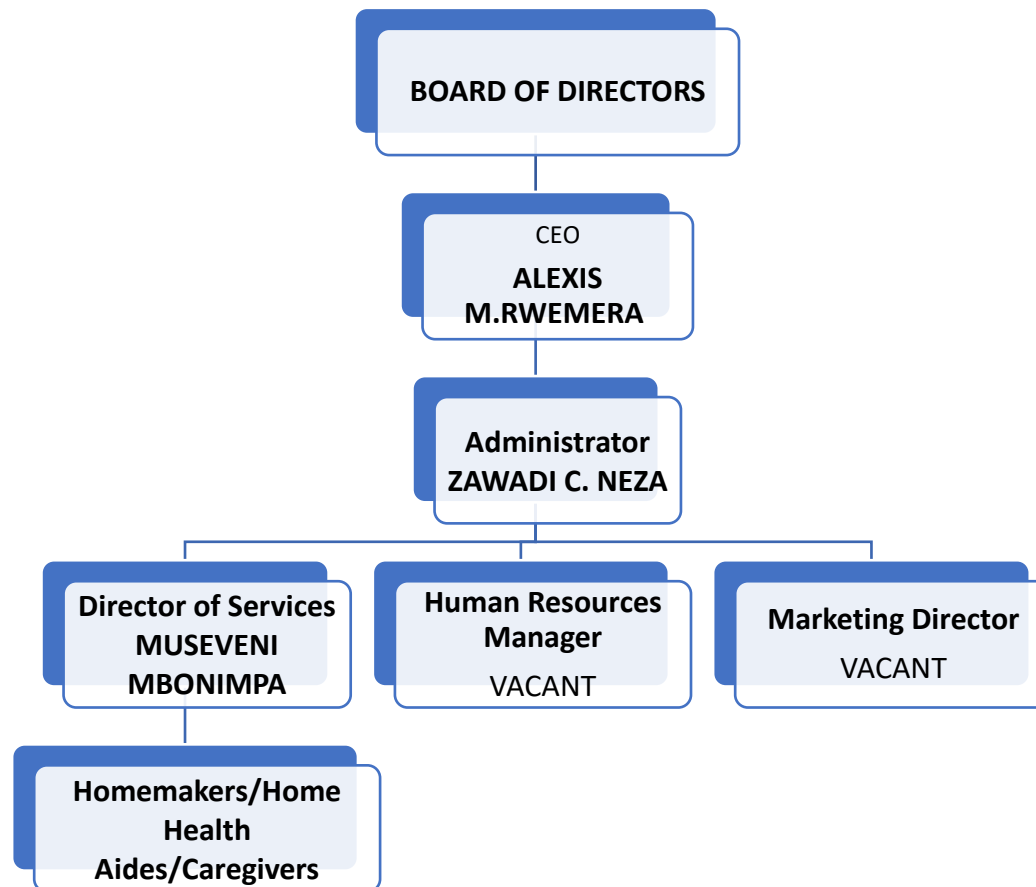 BOARD OF DIRECTORS
CEO
ALEXIS
M.RWEMERA
Administrator
ZAWADI C. NEZA
Director of Services
MUSEVENI
MBONIMPA
Human Resources
Manager
VACANT
Marketing Director
VACANT
Homemakers/Home
Health
Aides/Caregivers